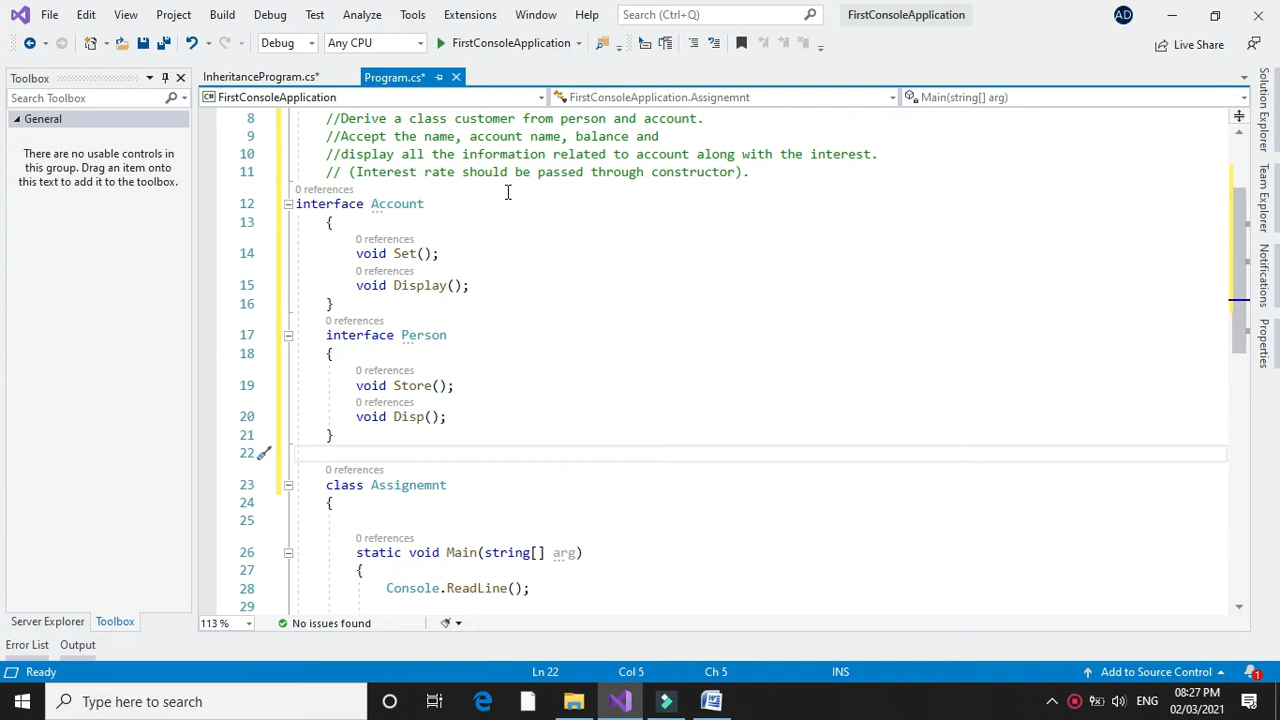 File Edit View Project Build Debug Test Analyze Tools Extensions Window Help Search (Ctrl+Q) FirstConsoleApplication AD
Debug Any CPU FirstConsoleApplication Live Share
Toolbox InheritanceProgram.cs* Program.cs*
Search Toolbox FirstConsoleApplication FirstConsoleApplication.Assignemnt Main(string[] arg)
General
There are no usable controls in
this group. Drag an item onto
this text to add it to the toolbox.
8 //Derive a class customer from person and account.
9 //Accept the name, account name, balance and
10 //display all the information related to account along with the interest.
11 // (Interest rate should be passed through constructor).
0 references
12 interface Account
13 {
0 references
14 void Set();
0 references
15 void Display();
16 }
0 references
17 interface Person
18 {
0 references
19 void Store();
0 references
20 void Disp();
21 }
22
0 references
23 class Assignemnt
24 {
25
0 references
26 static void Main(string[] arg)
27 {
28 Console.ReadLine();
29
Solution Explorer
Team Explorer
Notifications
Properties
Server Explorer Toolbox 113 % No issues found
Error List Output
Ready Ln 22 Col 5 Ch 5 INS Add to Source Control 1
Type here to search ENG 08:27 PM
02/03/2021